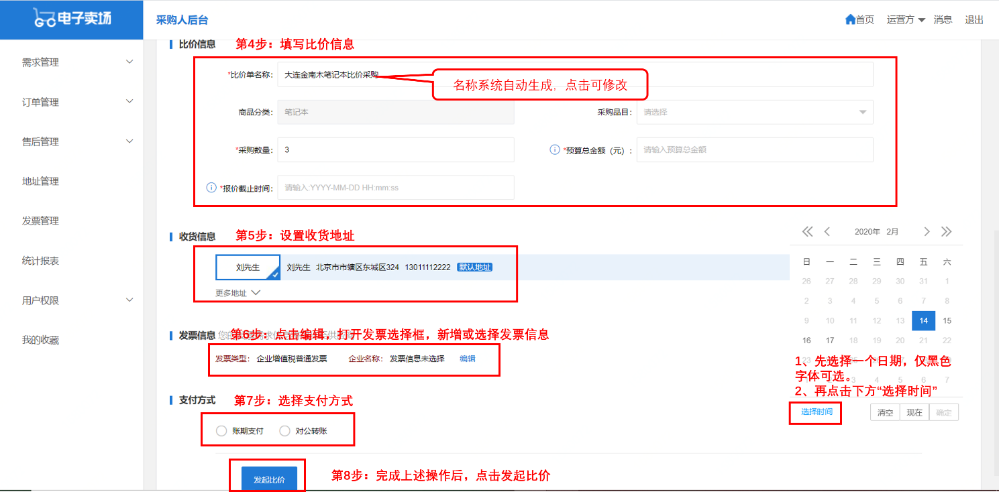 电子卖场
采购人后台
首页 运营方 消息 退出
需求管理
订单管理
售后管理
地址管理
发票管理
统计报表
用户权限
我的收藏
比价信息 第4步：填写比价信息
*比价单名称： 大连金南木笔记本比价采购
名称系统自动生成，点击可修改
商品分类： 笔记本 采购品目： 请选择
*采购数量： 3 *预算总金额（元）： 请输入预算总金额
*报价截止时间： 请输入:YYYY-MM-DD HH:mm:ss
收货信息 第5步：设置收货地址
刘先生 刘先生 北京市市辖区东城区324 13011112222 默认地址
更多地址
2020年 2月
日 一 二 三 四 五 六
26 27 28 29 30 31 1
2 3 4 5 6 7 8
9 10 11 12 13 14 15
16 17 18 19 20 21 22
23
3 4 5 6 7
1、先选择一个日期，仅黑色
字体可选。
2、再点击下方“选择时间”
选择时间 清空 现在 确定
发票信息 第6步：点击编辑，打开发票选择框，新增或选择发票信息
发票类型： 企业增值税普通发票 企业名称： 发票信息未选择 编辑
支付方式 第7步：选择支付方式
账期支付 对公转账
发起比价 第8步：完成上述操作后，点击发起比价